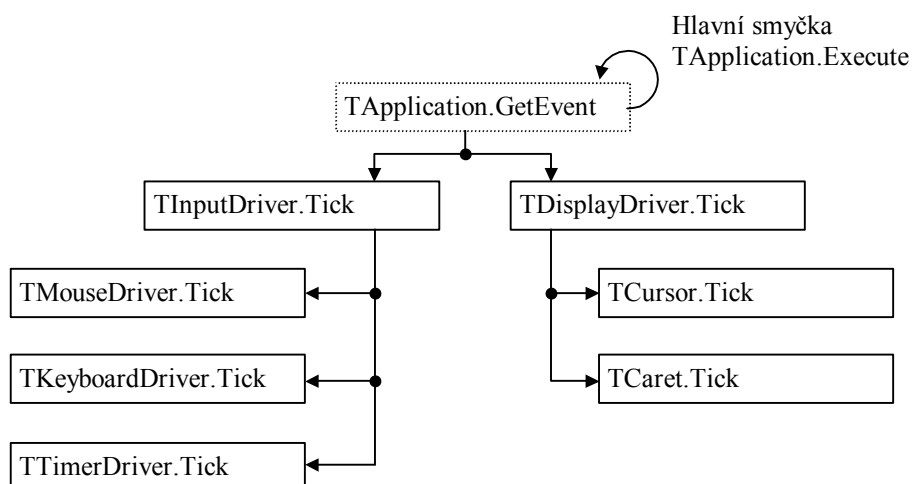 Hlavní smyčka
TApplication.Execute
TApplication.GetEvent
TInputDriver.Tick
TDisplayDriver.Tick
TMouseDriver.Tick
TCursor.Tick
TKeyboardDriver.Tick
TCaret.Tick
TTimerDriver.Tick